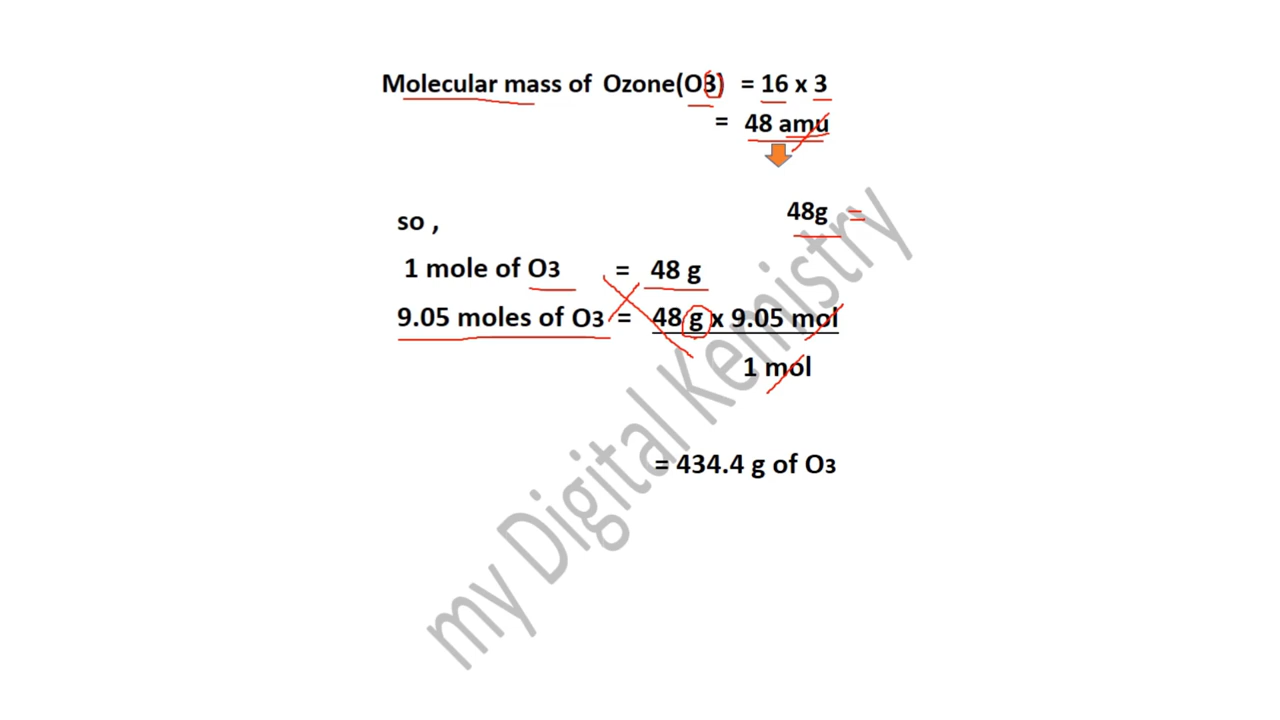 Molecular mass of Ozone(O3) = 16 x 3
= 48 amu
48g =
so ,
1 mole of O3 = 48 g
9.05 moles of O3 = 48 g x 9.05 mol
1 mol
= 434.4 g of O3
my Digital Kemistry